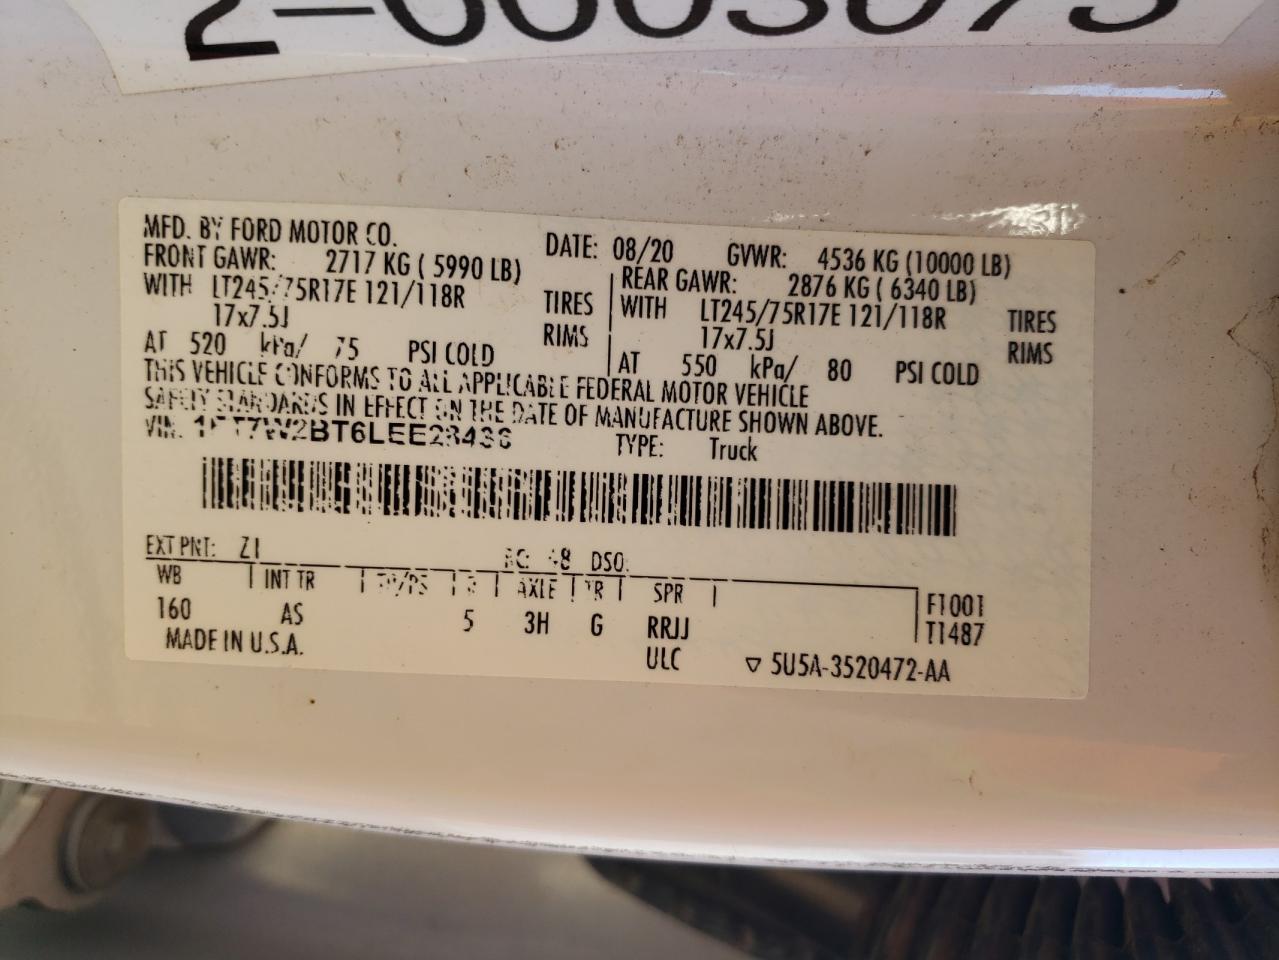 MFD. BY FORD MOTOR CO.
DATE: 08/20 GVWR: 4536 KG (10000 LB)
FRONT GAWR: 2717 KG ( 5990 LB)
REAR GAWR: 2876 KG ( 6340 LB)
WITH LT245/75R17E 121/118R TIRES
WITH LT245/75R17E 121/118R TIRES
17x7.5J RIMS
17x7.5J RIMS
AT 520 kPa/ 75 PSI COLD
AT 550 kPa/ 80 PSI COLD
THIS VEHICLE CONFORMS TO ALL APPLICABLE FEDERAL MOTOR VEHICLE
SAFETY STANDARDS IN EFFECT ON THE DATE OF MANUFACTURE SHOWN ABOVE.
VIN: TYPE: Truck
EXT PNT: Z1 DSO:
WB INT TR TP/PS R AXLE TR SPR
160 AS 5 3H G RRJJ
F1001
T1487
MADE IN U.S.A.
ULC ▽ 5U5A-3520472-AA